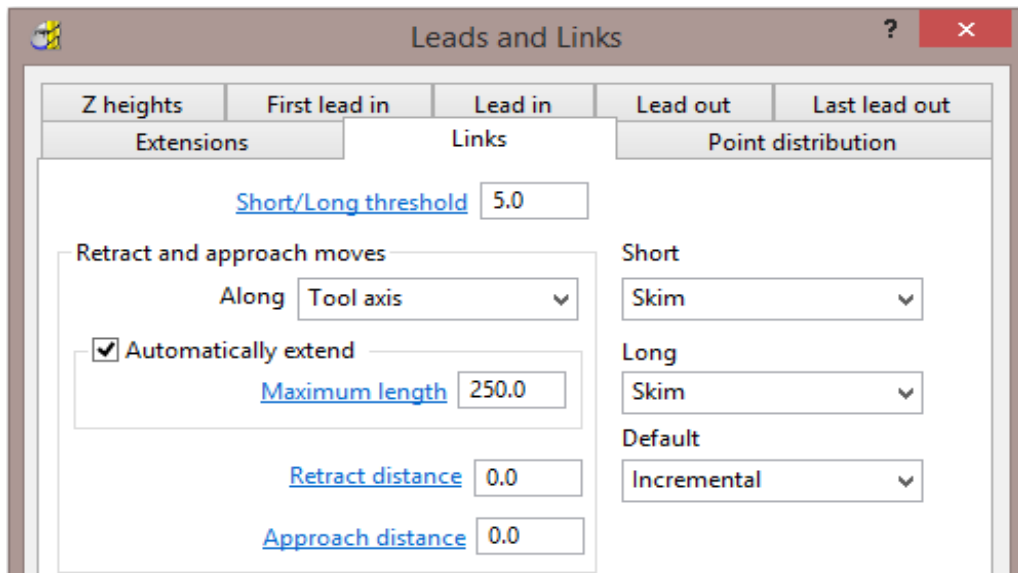 Leads and Links
?
Z heights
First lead in
Lead in
Lead out
Last lead out
Extensions
Links
Point distribution
Short/Long threshold 5.0
Retract and approach moves
Along Tool axis
Automatically extend
Maximum length 250.0
Retract distance 0.0
Approach distance 0.0
Short
Skim
Long
Skim
Default
Incremental